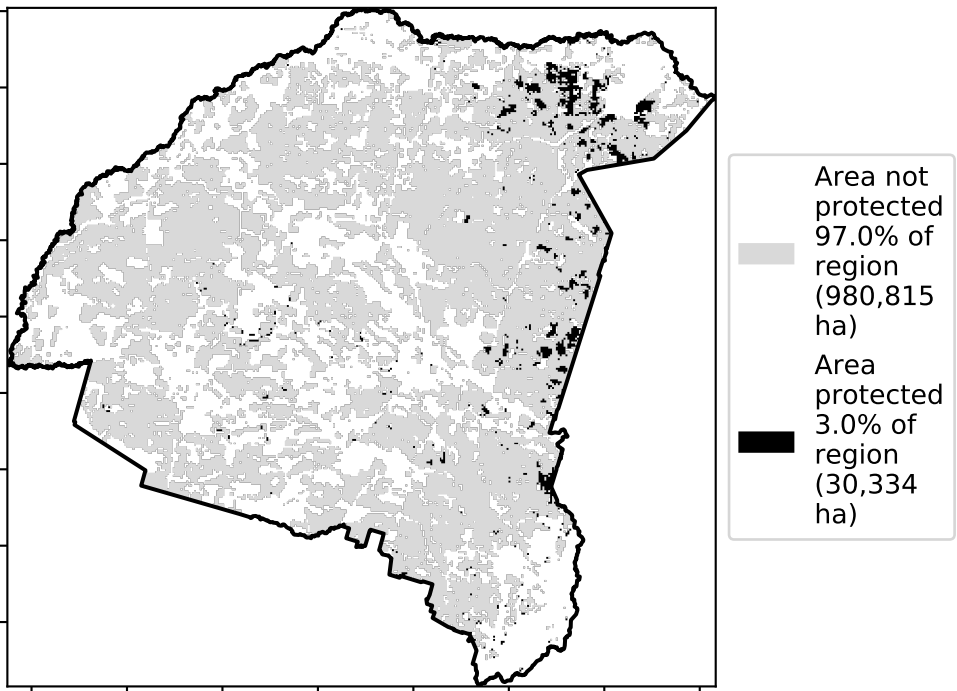 Area not
protected
97.0% of
region
(980,815
ha)
Area
protected
3.0% of
region
(30,334
ha)